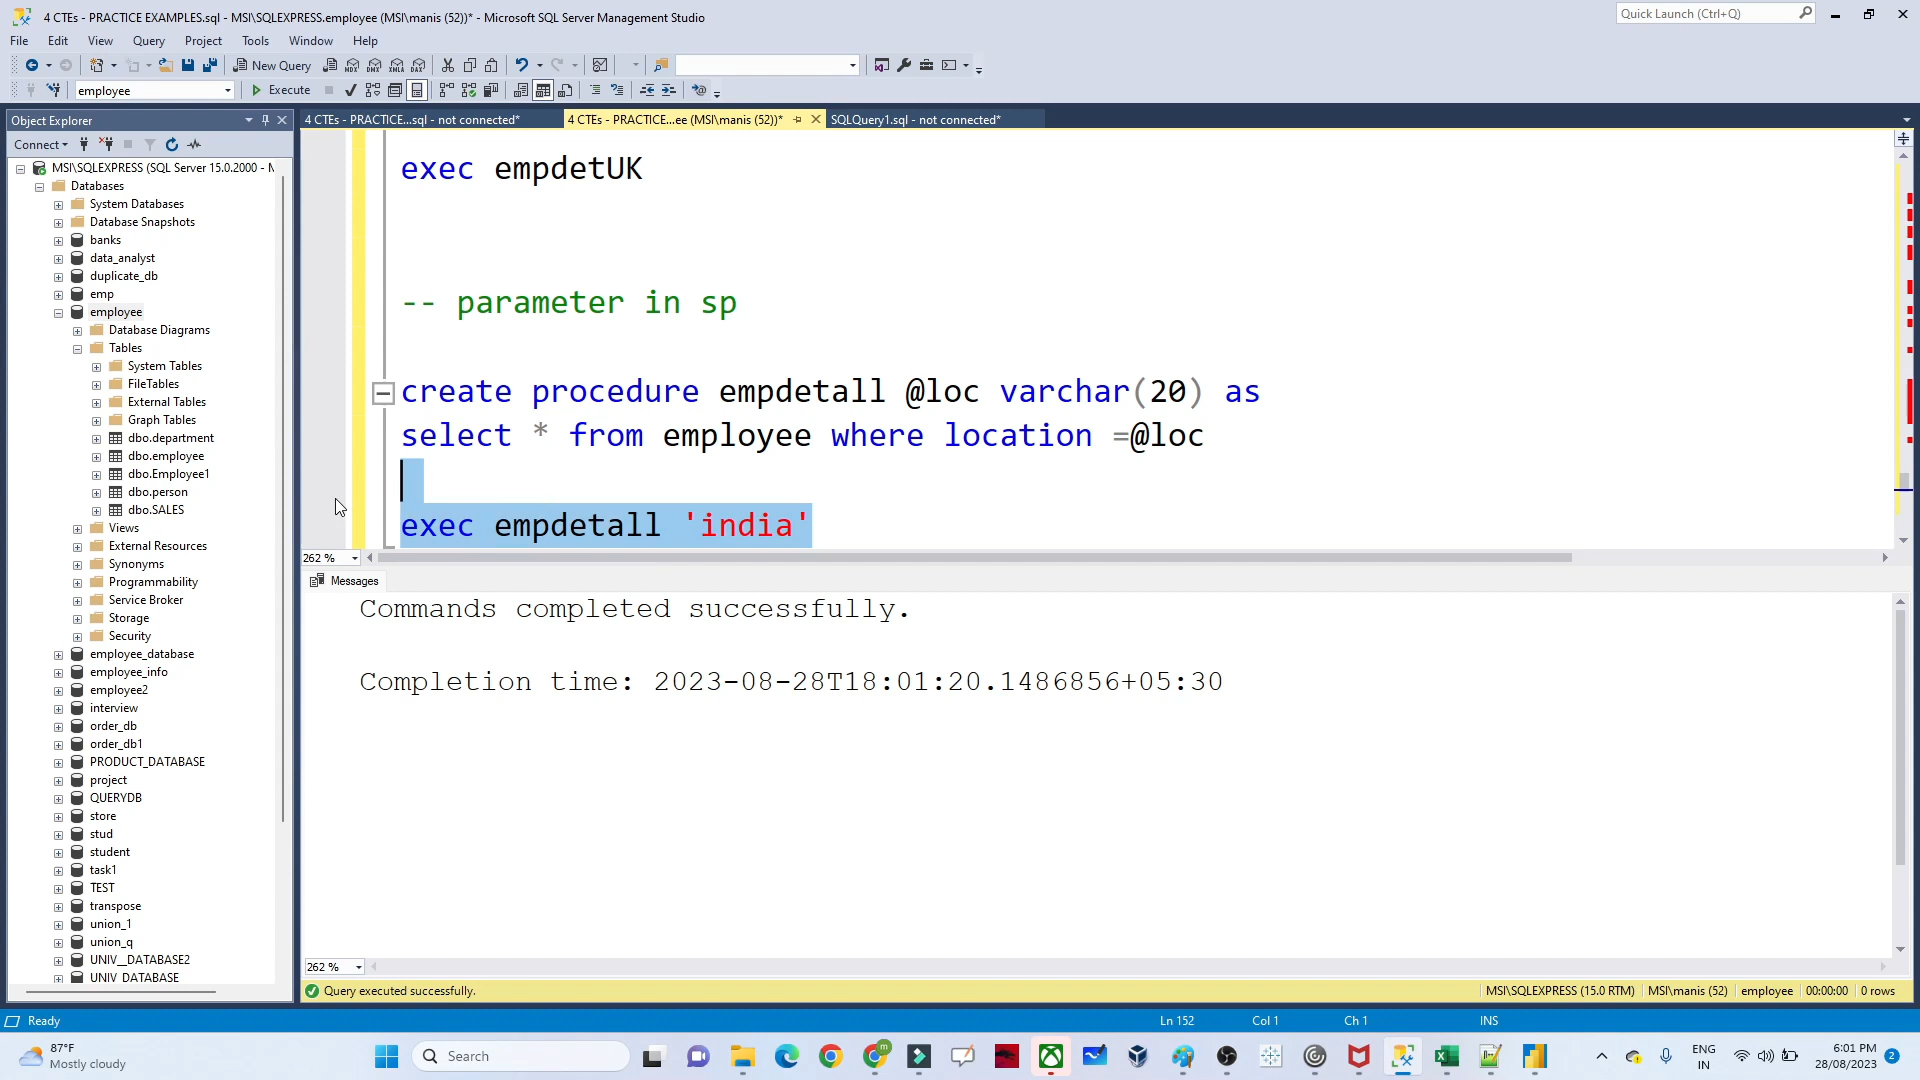 4 CTEs - PRACTICE EXAMPLES.sql - MSI\SQLEXPRESS.employee (MSI\manis (52))* - Microsoft SQL Server Management Studio
Quick Launch (Ctrl+Q)
File Edit View Query Project Tools Window Help
New Query
MDX DMX XMLA DAX
employee
Execute
Object Explorer
4 CTEs - PRACTICE...sql - not connected*
4 CTEs - PRACTICE...ee (MSI\manis (52))*
SQLQuery1.sql - not connected*
Connect
MSI\SQLEXPRESS (SQL Server 15.0.2000 - M
Databases
System Databases
Database Snapshots
banks
data_analyst
duplicate_db
emp
employee
Database Diagrams
Tables
System Tables
FileTables
External Tables
Graph Tables
dbo.department
dbo.employee
dbo.Employee1
dbo.person
dbo.SALES
Views
External Resources
Synonyms
Programmability
Service Broker
Storage
Security
employee_database
employee_info
employee2
interview
order_db
order_db1
PRODUCT_DATABASE
project
QUERYDB
store
stud
student
task1
TEST
transpose
union_1
union_q
UNIV__DATABASE2
UNIV_DATABASE
exec empdetUK
-- parameter in sp
create procedure empdetall @loc varchar(20) as
select * from employee where location =@loc
exec empdetall 'india'
262 %
Messages
Commands completed successfully.
Completion time: 2023-08-28T18:01:20.1486856+05:30
262 %
Query executed successfully.
MSI\SQLEXPRESS (15.0 RTM) MSI\manis (52) employee 00:00:00 0 rows
Ready
Ln 152 Col 1 Ch 1 INS
87°F
Mostly cloudy
Search
m
ENG
IN
6:01 PM
28/08/2023
2